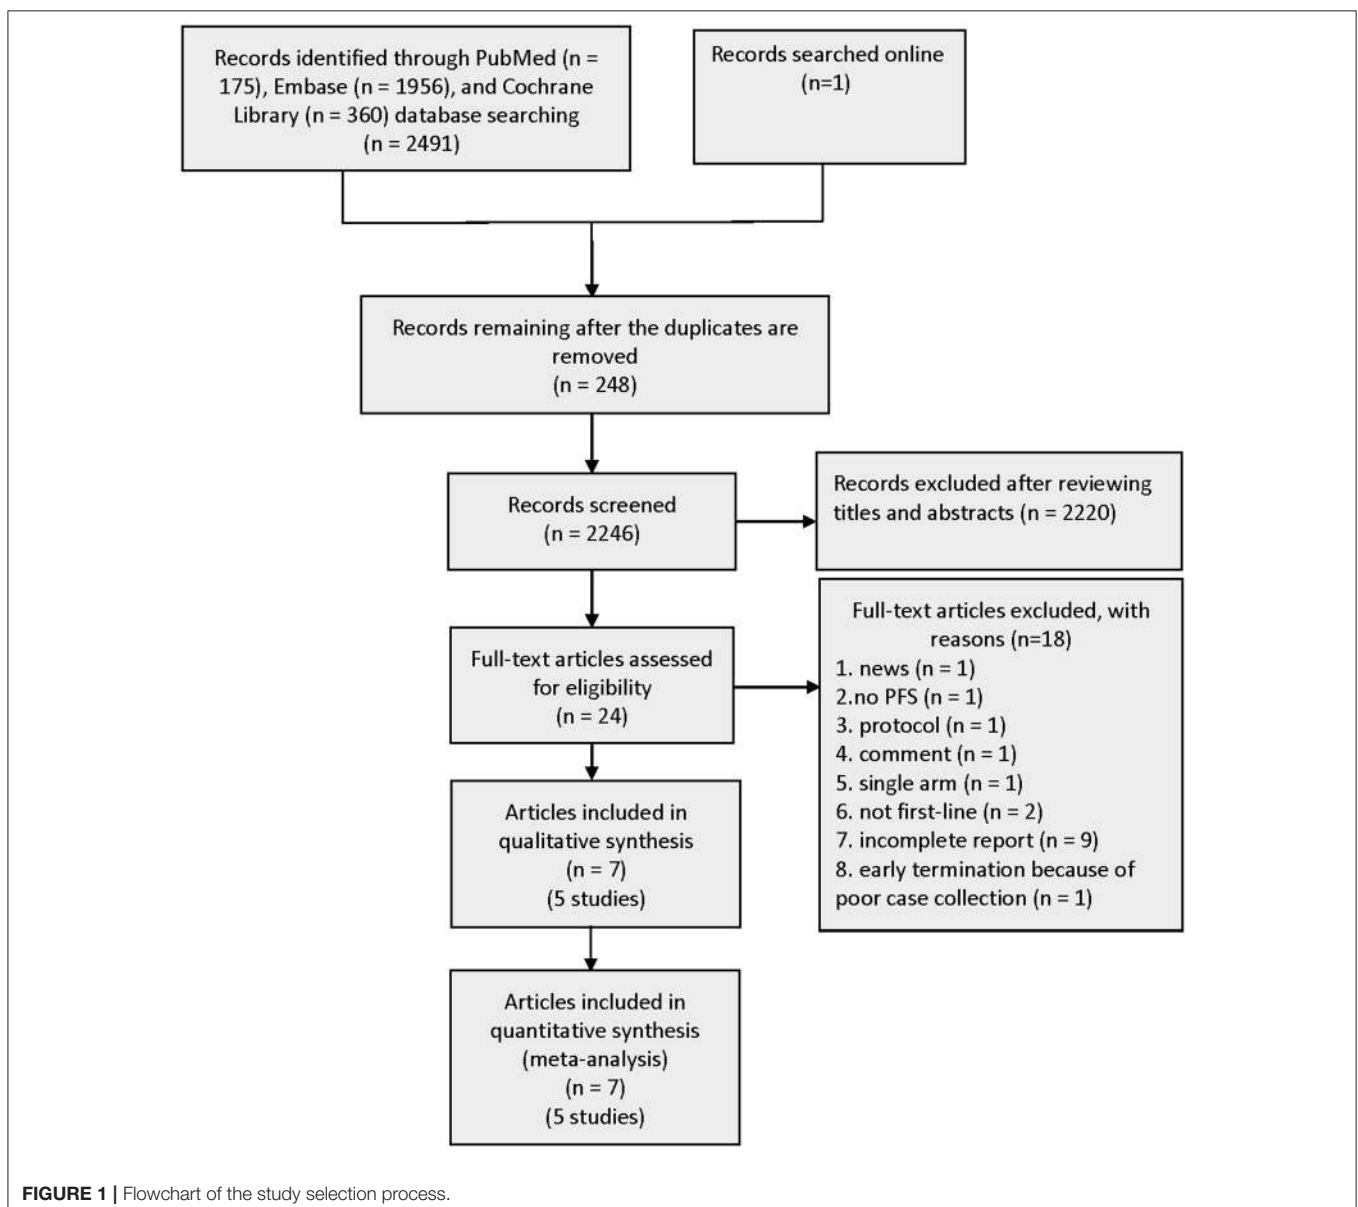 Records identified through PubMed (n =
175), Embase (n = 1956), and Cochrane
Library (n = 360) database searching
(n = 2491)
Records searched online
(n=1)
Records remaining after the duplicates are
removed
(n = 248)
Records screened
(n = 2246)
Records excluded after reviewing
titles and abstracts (n = 2220)
Full-text articles assessed
for eligibility
(n = 24)
Full-text articles excluded, with
reasons (n=18)
1. news (n = 1)
2.no PFS (n = 1)
3. protocol (n = 1)
4. comment (n = 1)
5. single arm (n = 1)
6. not first-line (n = 2)
7. incomplete report (n = 9)
8. early termination because of
poor case collection (n = 1)
Articles included in
qualitative synthesis
(n = 7)
(5 studies)
Articles included in
quantitative synthesis
(meta-analysis)
(n = 7)
(5 studies)
FIGURE 1 | Flowchart of the study selection process.